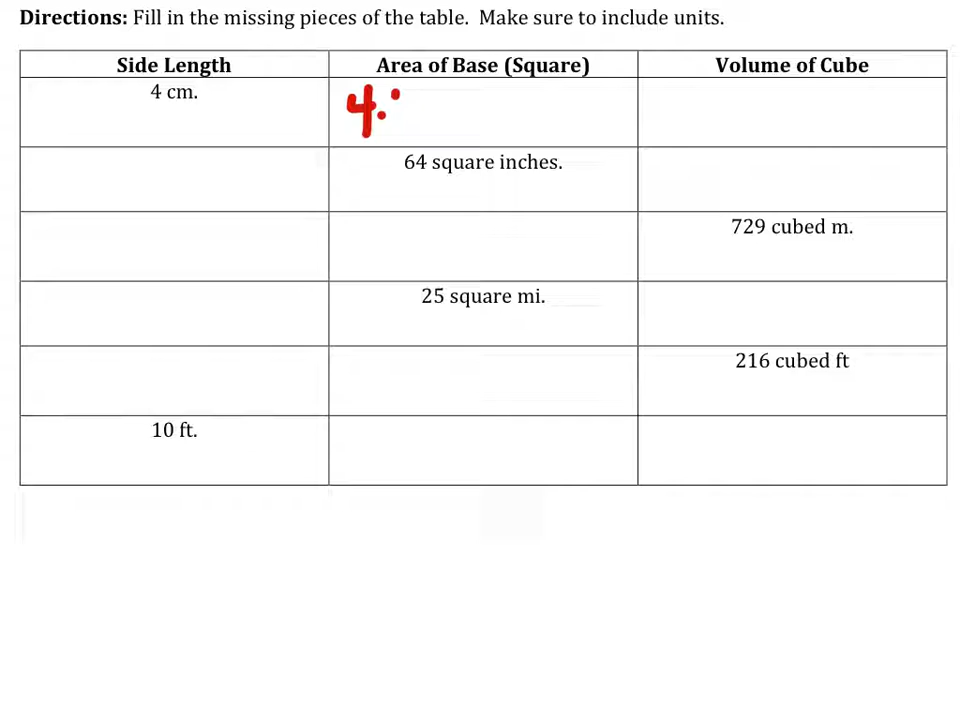 Directions: Fill in the missing pieces of the table. Make sure to include units.
Side Length Area of Base (Square) Volume of Cube
4 cm. 4·
64 square inches.
729 cubed m.
25 square mi.
216 cubed ft
10 ft.